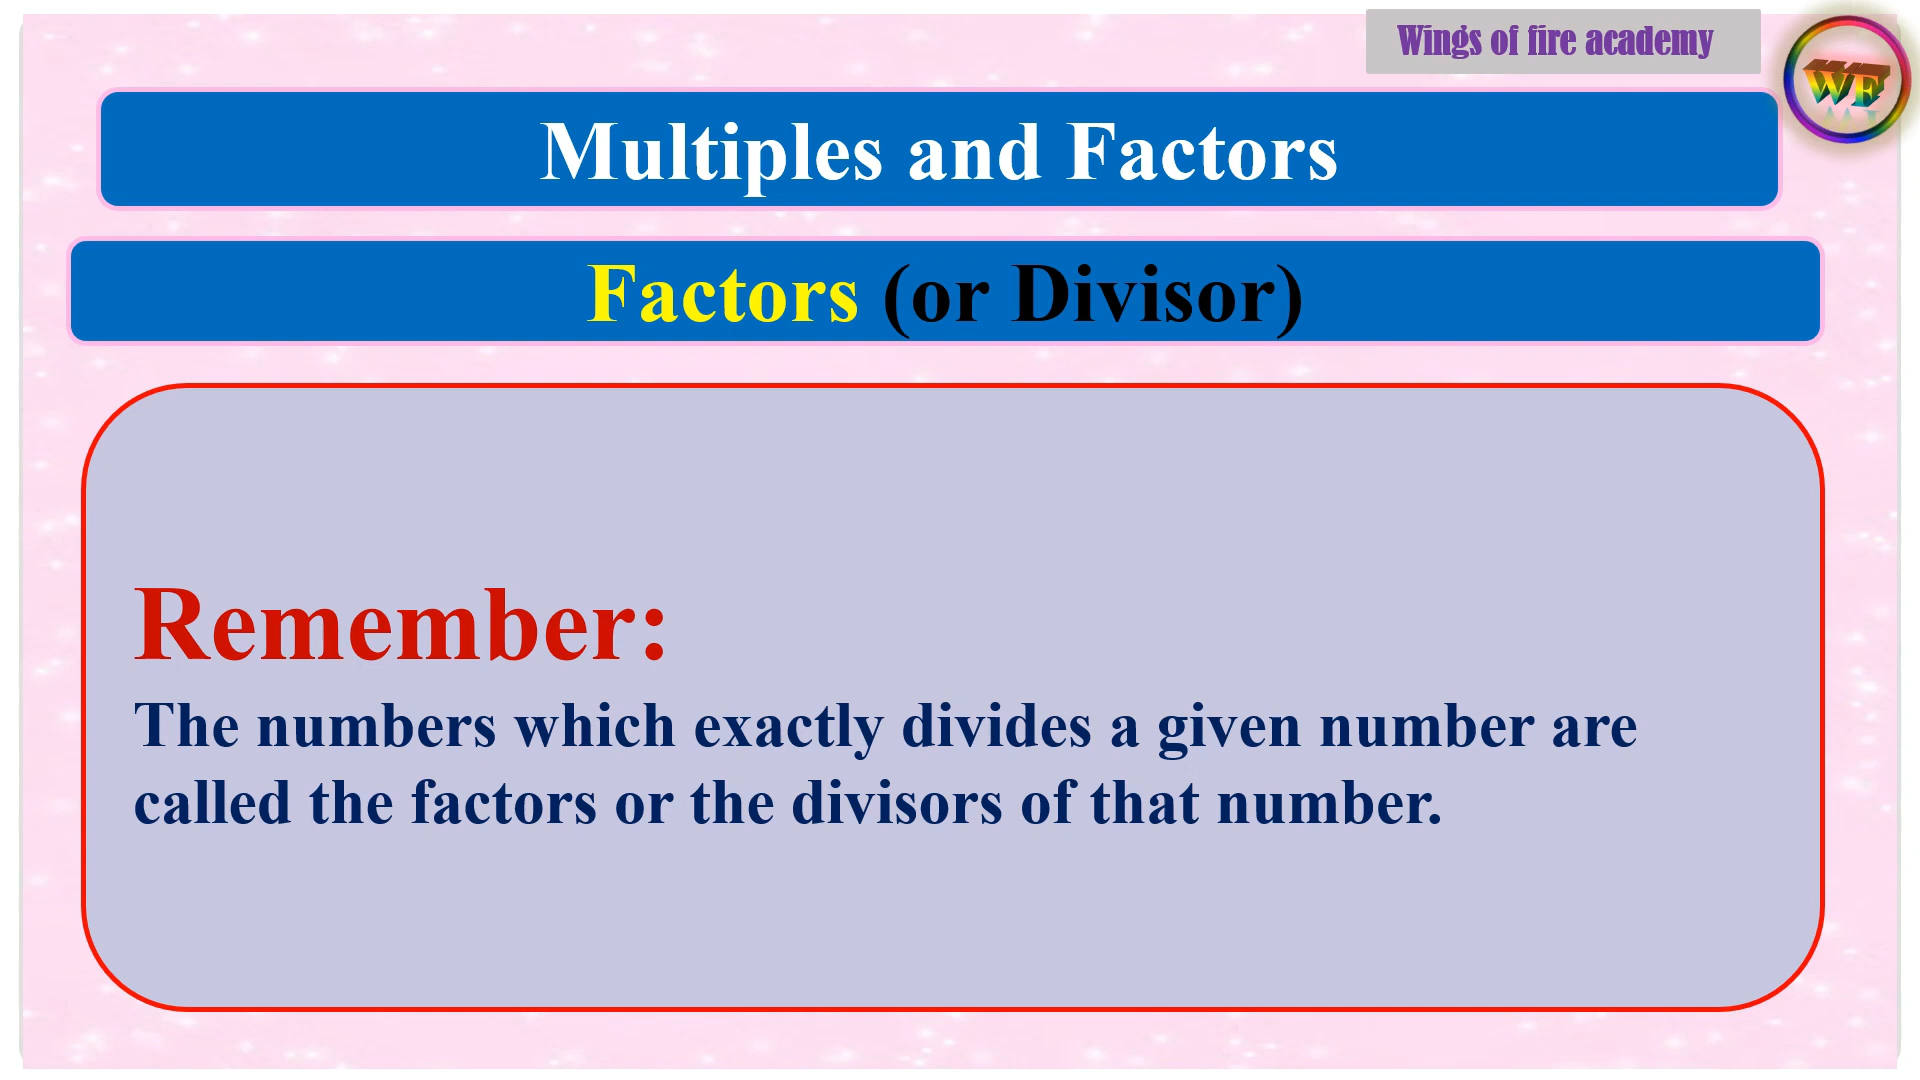 Wings of fire academy
WF
Multiples and Factors
Factors (or Divisor)
Remember:
The numbers which exactly divides a given number are
called the factors or the divisors of that number.